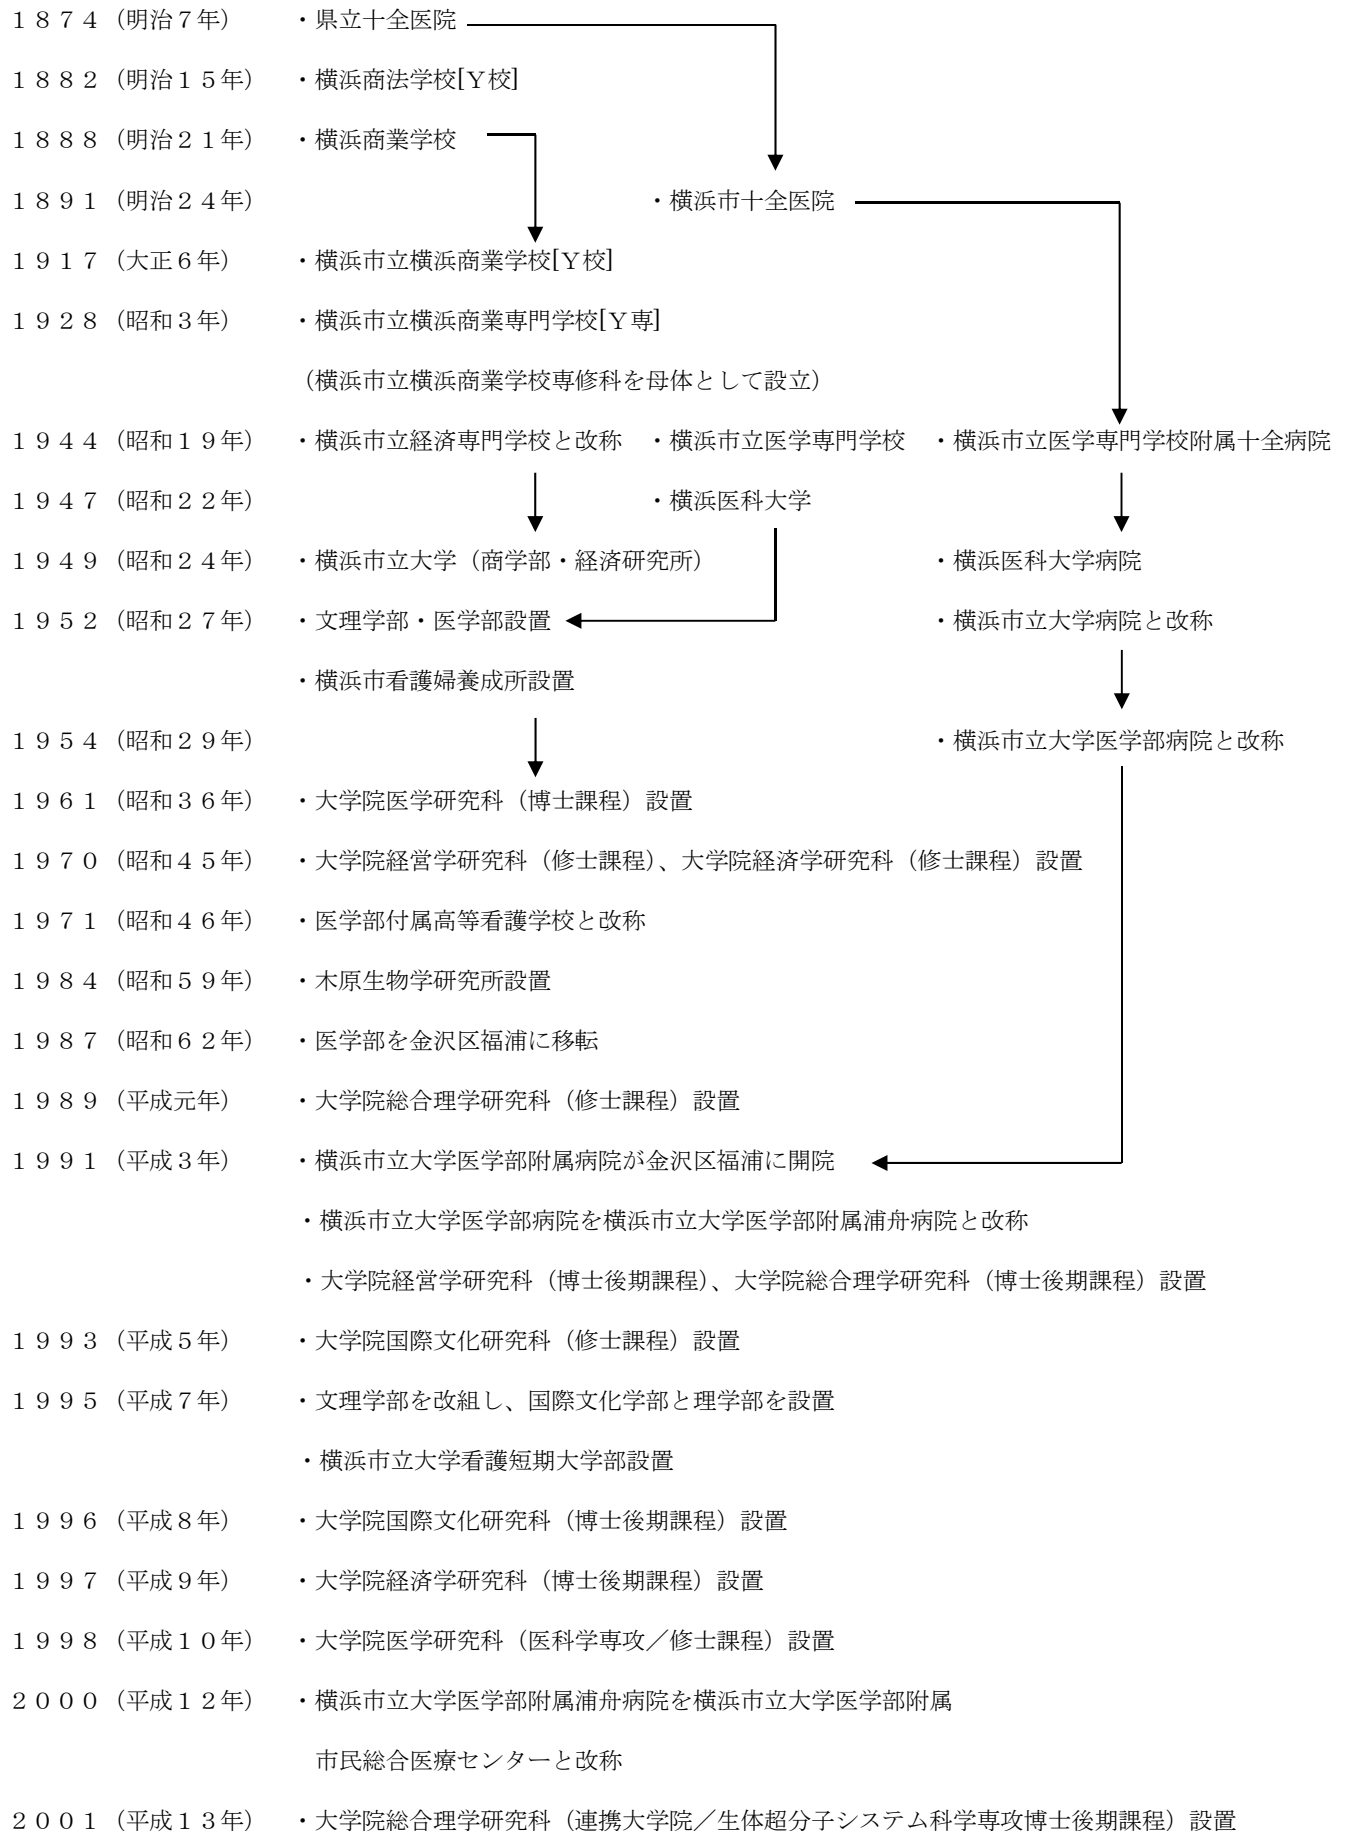 １８７４（明治７年）　・県立十全医院
１８８２（明治１５年）　・横浜商法学校[Ｙ校]
１８８８（明治２１年）　・横浜商業学校
１８９１（明治２４年）　・横浜市十全医院
１９１７（大正６年）　・横浜市立横浜商業学校[Ｙ校]
１９２８（昭和３年）　・横浜市立横浜商業専門学校[Ｙ専]
（横浜市立横浜商業学校専修科を母体として設立）
１９４４（昭和１９年）　・横浜市立経済専門学校と改称　・横浜市立医学専門学校　・横浜市立医学専門学校附属十全病院
１９４７（昭和２２年）　・横浜医科大学
１９４９（昭和２４年）　・横浜市立大学（商学部・経済研究所）　・横浜医科大学病院
１９５２（昭和２７年）　・文理学部・医学部設置　・横浜市立大学病院と改称
・横浜市看護婦養成所設置
１９５４（昭和２９年）　・横浜市立大学医学部病院と改称
１９６１（昭和３６年）　・大学院医学研究科（博士課程）設置
１９７０（昭和４５年）　・大学院経営学研究科（修士課程）、大学院経済学研究科（修士課程）設置
１９７１（昭和４６年）　・医学部付属高等看護学校と改称
１９８４（昭和５９年）　・木原生物学研究所設置
１９８７（昭和６２年）　・医学部を金沢区福浦に移転
１９８９（平成元年）　・大学院総合理学研究科（修士課程）設置
１９９１（平成３年）　・横浜市立大学医学部附属病院が金沢区福浦に開院
・横浜市立大学医学部病院を横浜市立大学医学部附属浦舟病院と改称
・大学院経営学研究科（博士後期課程）、大学院総合理学研究科（博士後期課程）設置
１９９３（平成５年）　・大学院国際文化研究科（修士課程）設置
１９９５（平成７年）　・文理学部を改組し、国際文化学部と理学部を設置
・横浜市立大学看護短期大学部設置
１９９６（平成８年）　・大学院国際文化研究科（博士後期課程）設置
１９９７（平成９年）　・大学院経済学研究科（博士後期課程）設置
１９９８（平成１０年）　・大学院医学研究科（医科学専攻／修士課程）設置
２０００（平成１２年）　・横浜市立大学医学部附属浦舟病院を横浜市立大学医学部附属
市民総合医療センターと改称
２００１（平成１３年）　・大学院総合理学研究科（連携大学院／生体超分子システム科学専攻博士後期課程）設置